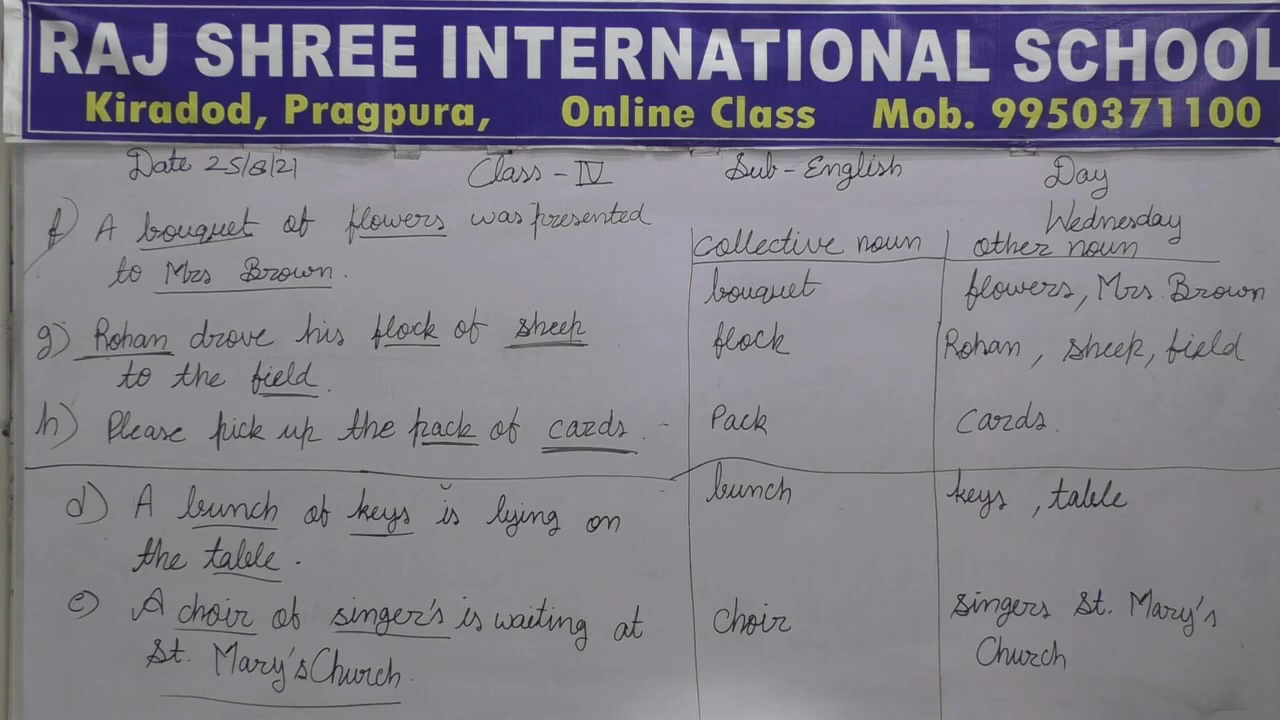 RAJ SHREE INTERNATIONAL SCHOOL
Kiradod, Pragpura, Online Class Mob. 9950371100
Date 25/8/21 Class - IV Sub - English Day
Wednesday
f) A bouquet of flowers was presented
to Mrs Brown.
collective noun other noun
bouquet flowers, Mrs. Brown
g) Rohan drove his flock of sheep
to the field.
flock Rohan, sheep, field
h) Please pick up the pack of cards.
Pack Cards.
d) A bunch of keys is lying on
the table.
bunch keys, table
e) A choir of singer's is waiting at
St. Mary's Church.
Choir Singers St. Mary's
Church